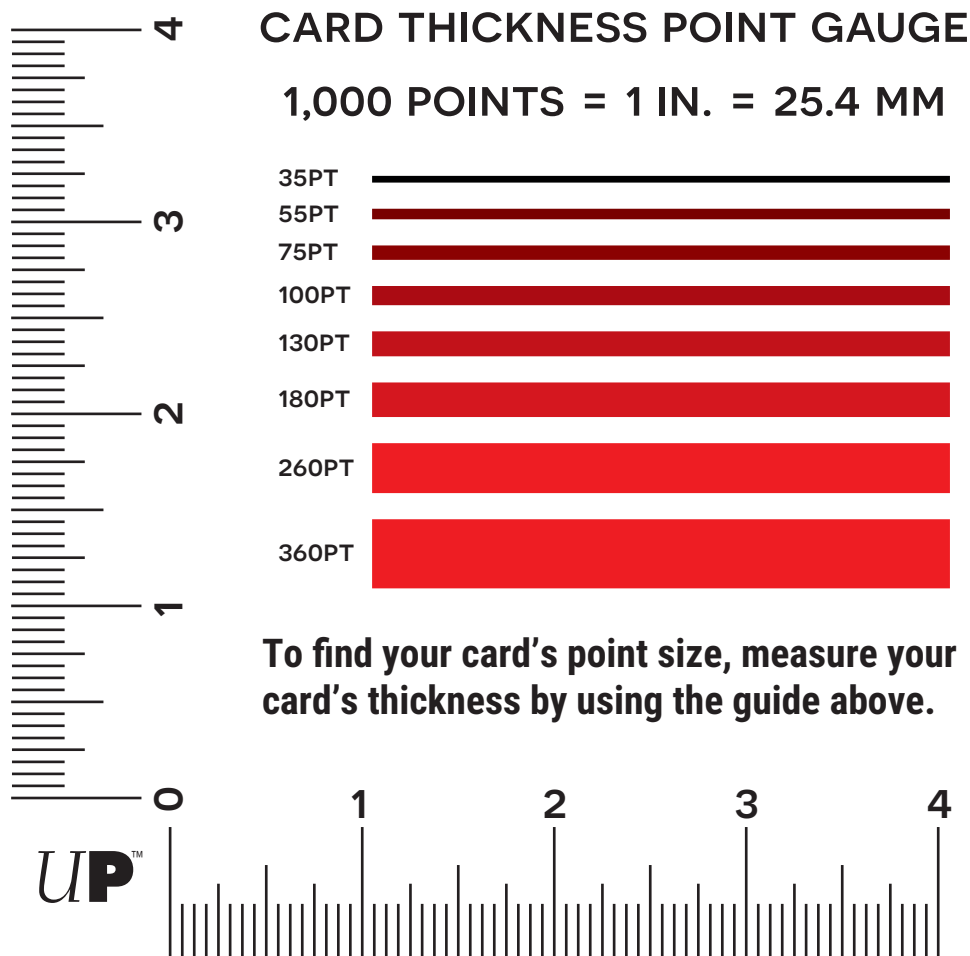 CARD THICKNESS POINT GAUGE
1,000 POINTS = 1 IN. = 25.4 MM
35PT
55PT
75PT
100PT
130PT
180PT
260PT
360PT
To find your card’s point size, measure your
card’s thickness by using the guide above.
4
3
2
1
0
1 2 3 4
UP™